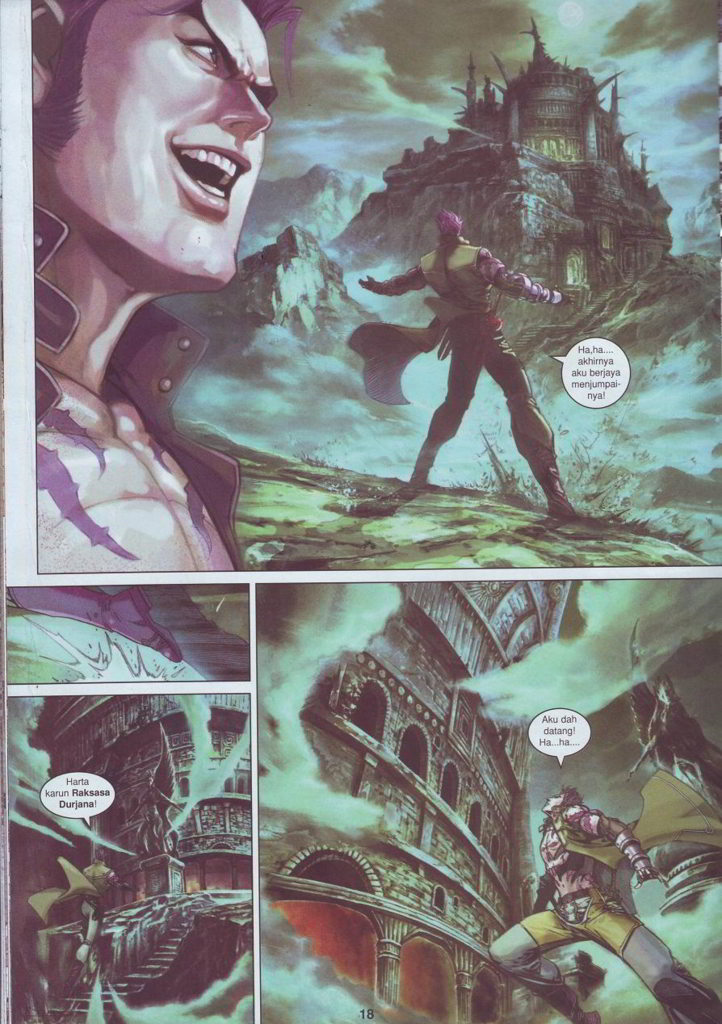 Ha,ha....
akhirnya
aku berjaya
menjumpai-
nya!
Harta
karun Raksasa
Durjana!
Aku dah
datang!
Ha...ha....
18